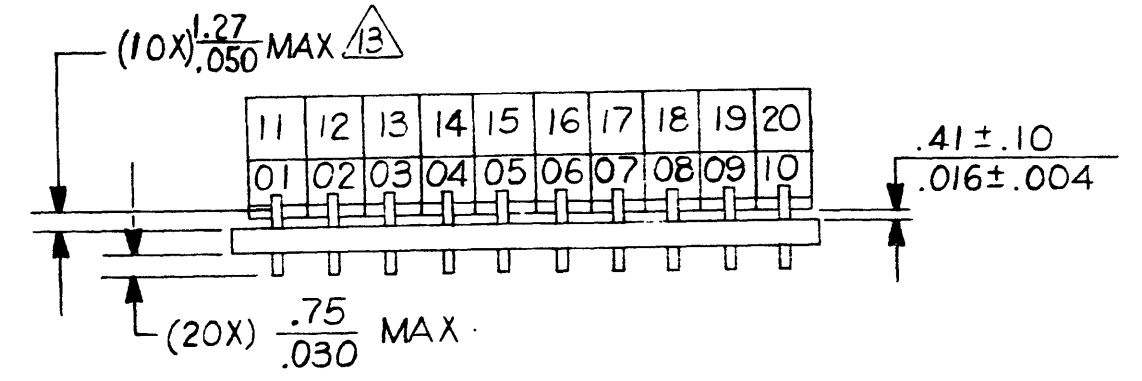 (10X) 1.27 MAX 13
.050
11 12 13 14 15 16 17 18 19 20
01 02 03 04 05 06 07 08 09 10
.41 ± .10
.016 ± .004
(20X) .75 MAX
.030